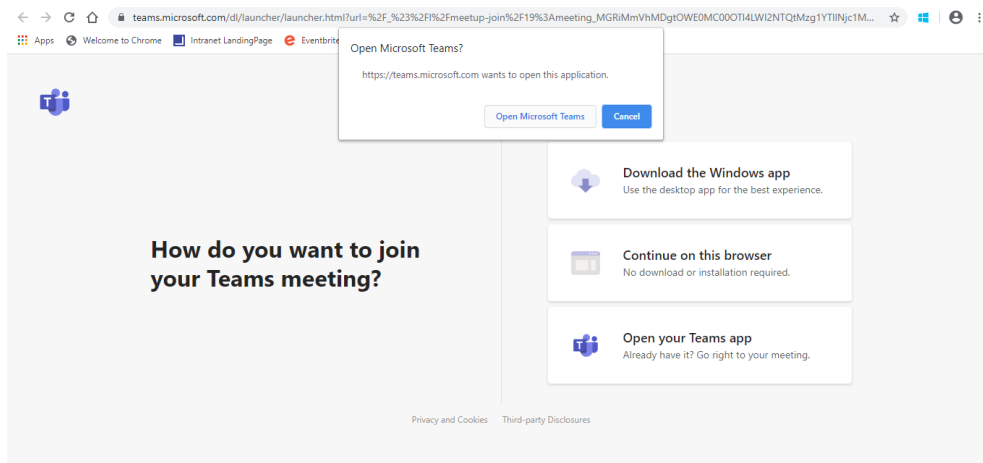 teams.microsoft.com/dl/launcher/launcher.html?url=%2F_%23%2Fl%2Fmeetup-join%2F19%3Ameeting_MGRiMmVhMDgtOWE0MC00OTI4LWI2NTQtMzg1YTllNjc1M...
Apps Welcome to Chrome Intranet LandingPage Eventbrite
Open Microsoft Teams?
https://teams.microsoft.com wants to open this application.
Open Microsoft Teams Cancel
Download the Windows app
Use the desktop app for the best experience.
How do you want to join
your Teams meeting?
Continue on this browser
No download or installation required.
Open your Teams app
Already have it? Go right to your meeting.
Privacy and Cookies Third-party Disclosures